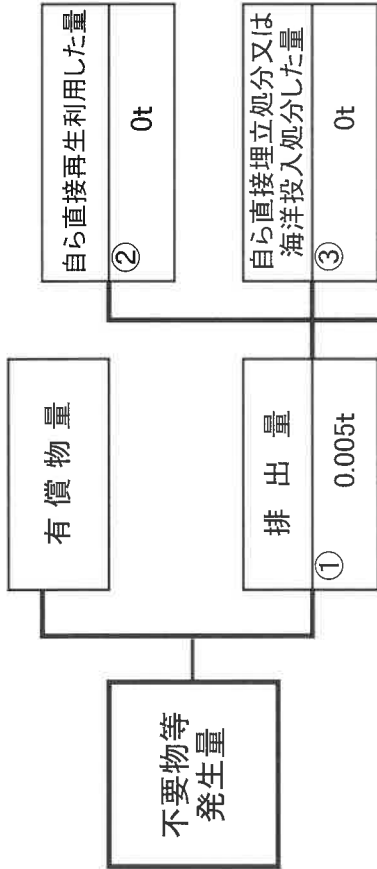 不要物等
発生量
有償物量
排出量
①
0.005t
自ら直接再生利用した量
②
0t
自ら直接埋立処分又は
海洋投入処分した量
③
0t